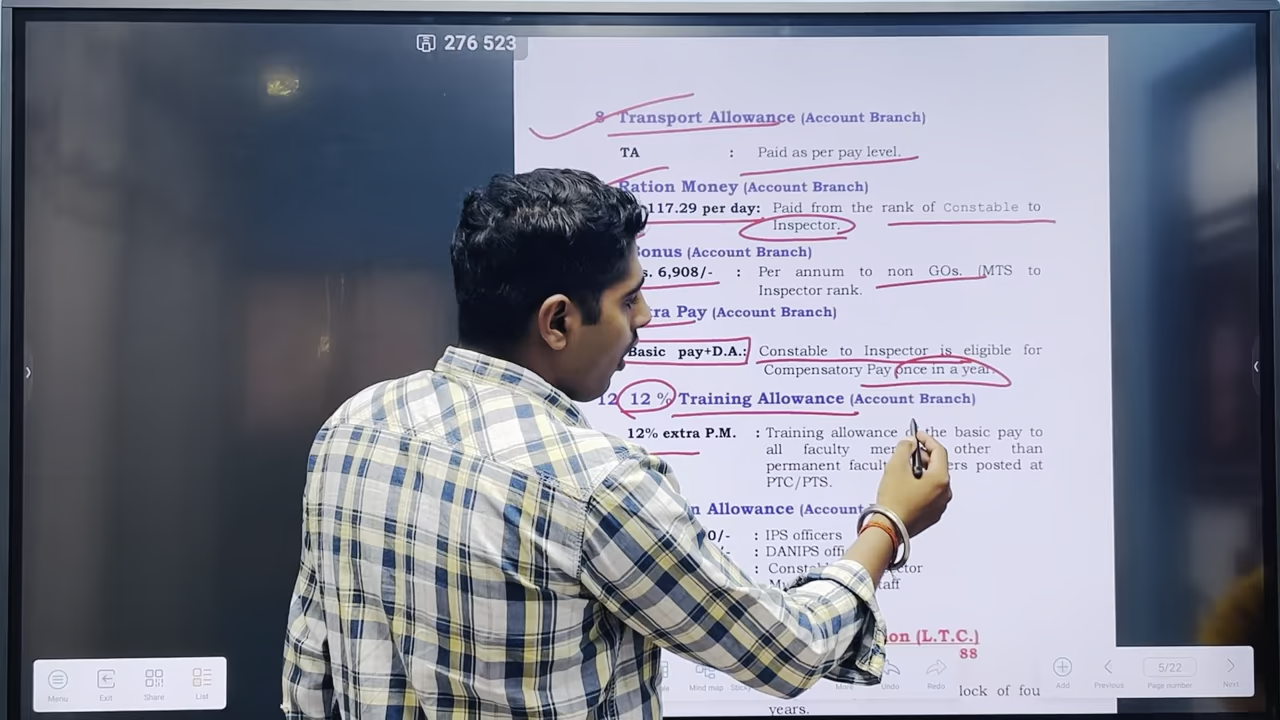 276 523
8 Transport Allowance (Account Branch)
TA : Paid as per pay level.
Ration Money (Account Branch)
117.29 per day: Paid from the rank of Constable to
Inspector.
Bonus (Account Branch)
6,908/- : Per annum to non GOs. (MTS to
Inspector rank.
Pay (Account Branch)
Basic pay+D.A.: Constable to Inspector is eligible for
Compensatory Pay once in a year.
12 12 % Training Allowance (Account Branch)
12% extra P.M. : Training allowance the basic pay to
all faculty other than
permanent posted at
PTC/PTS.
Allowance (Account
: IPS officers
: DANIPS
:
(L.T.C.)
88
lock of fou
years.
Menu Exit Share List Mind map More Undo Redo Add Previous 5/22 Page number Next